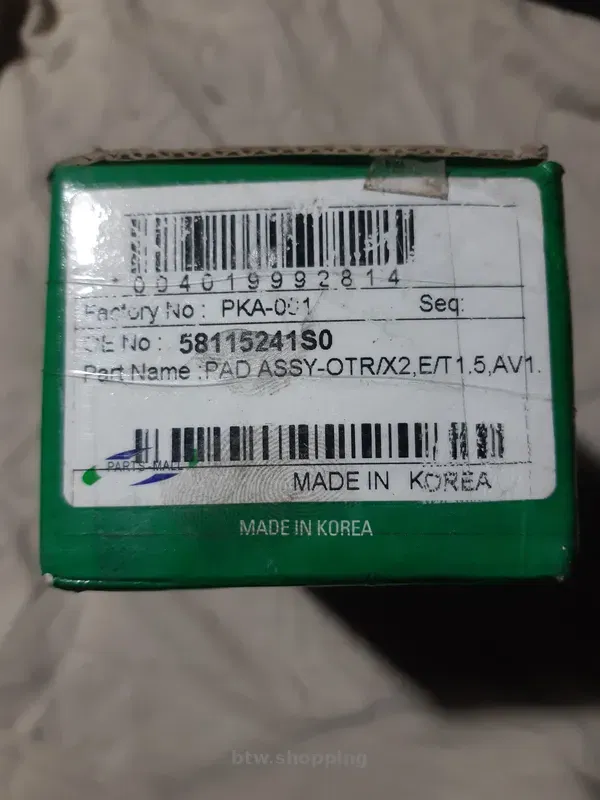 *004019992814
Factory No : PKA-001 Seq:
OE No : 58115241S0
Part Name :PAD ASSY-OTR/X2,E/T1.5,AV1.
PARTS-MALL
MADE IN KOREA
MADE IN KOREA
btw.shopping